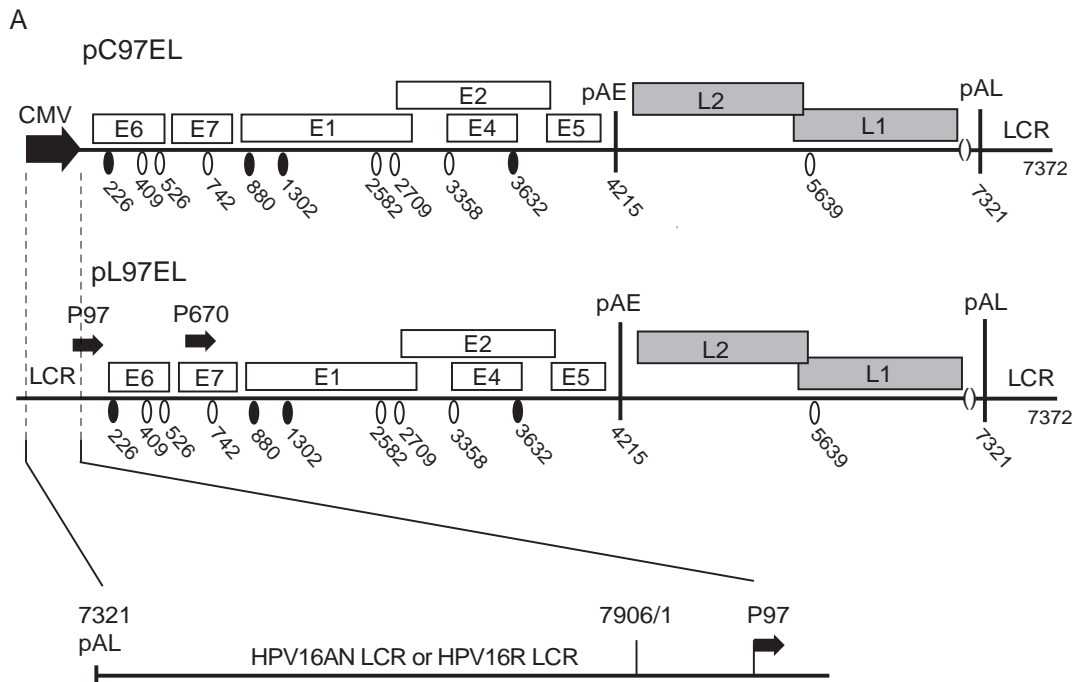 A
pC97EL
CMV E6 E7 E1 E2 E4 E5 pAE L2 L1 pAL LCR
226 409 526 742 880 1302 2582 2709 3358 3632 4215 5639 () 7321 7372
pL97EL
P97 P670
LCR E6 E7 E1 E2 E4 E5 pAE L2 L1 pAL LCR
226 409 526 742 880 1302 2582 2709 3358 3632 4215 5639 () 7321 7372
7321 7906/1 P97
pAL
HPV16AN LCR or HPV16R LCR